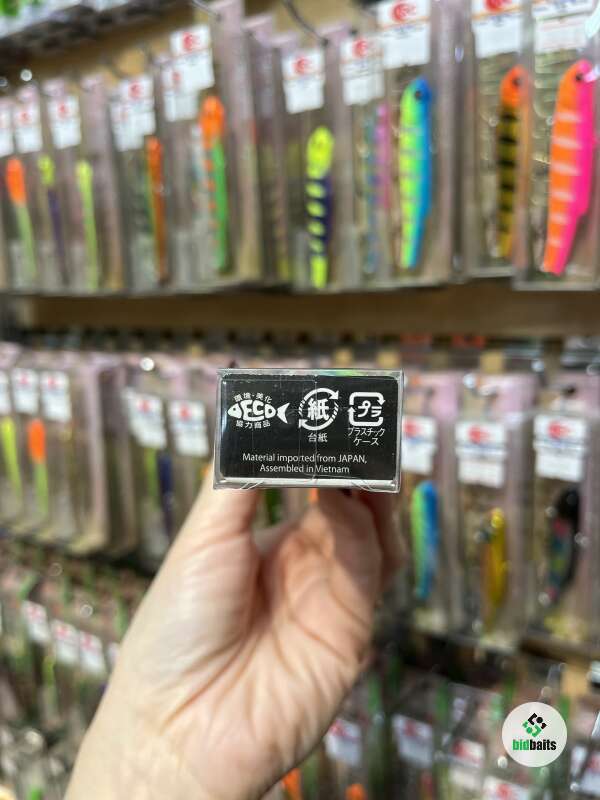 環境・美化
ECO
協力商品
紙
台紙
プラ
プラスチック
ケース
Material imported from JAPAN,
Assembled in Vietnam
bidbaits